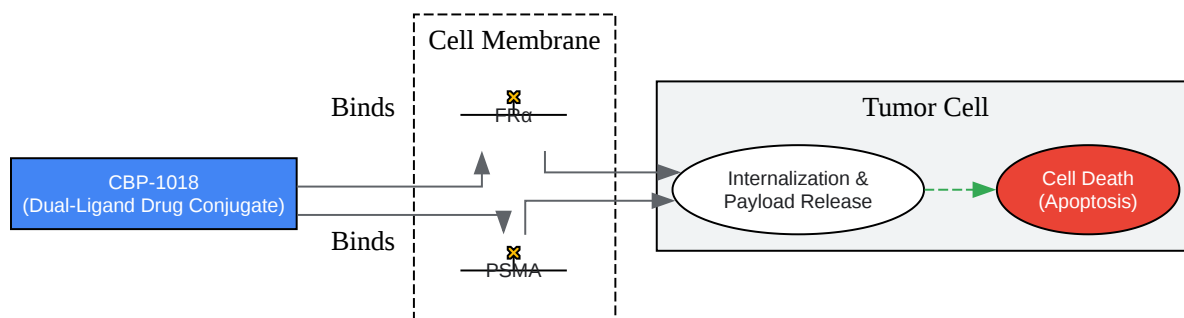 Cell Membrane
Binds
FRα
CBP-1018
(Dual-Ligand Drug Conjugate)
Binds
PSMA
Tumor Cell
Internalization &
Payload Release
Cell Death
(Apoptosis)